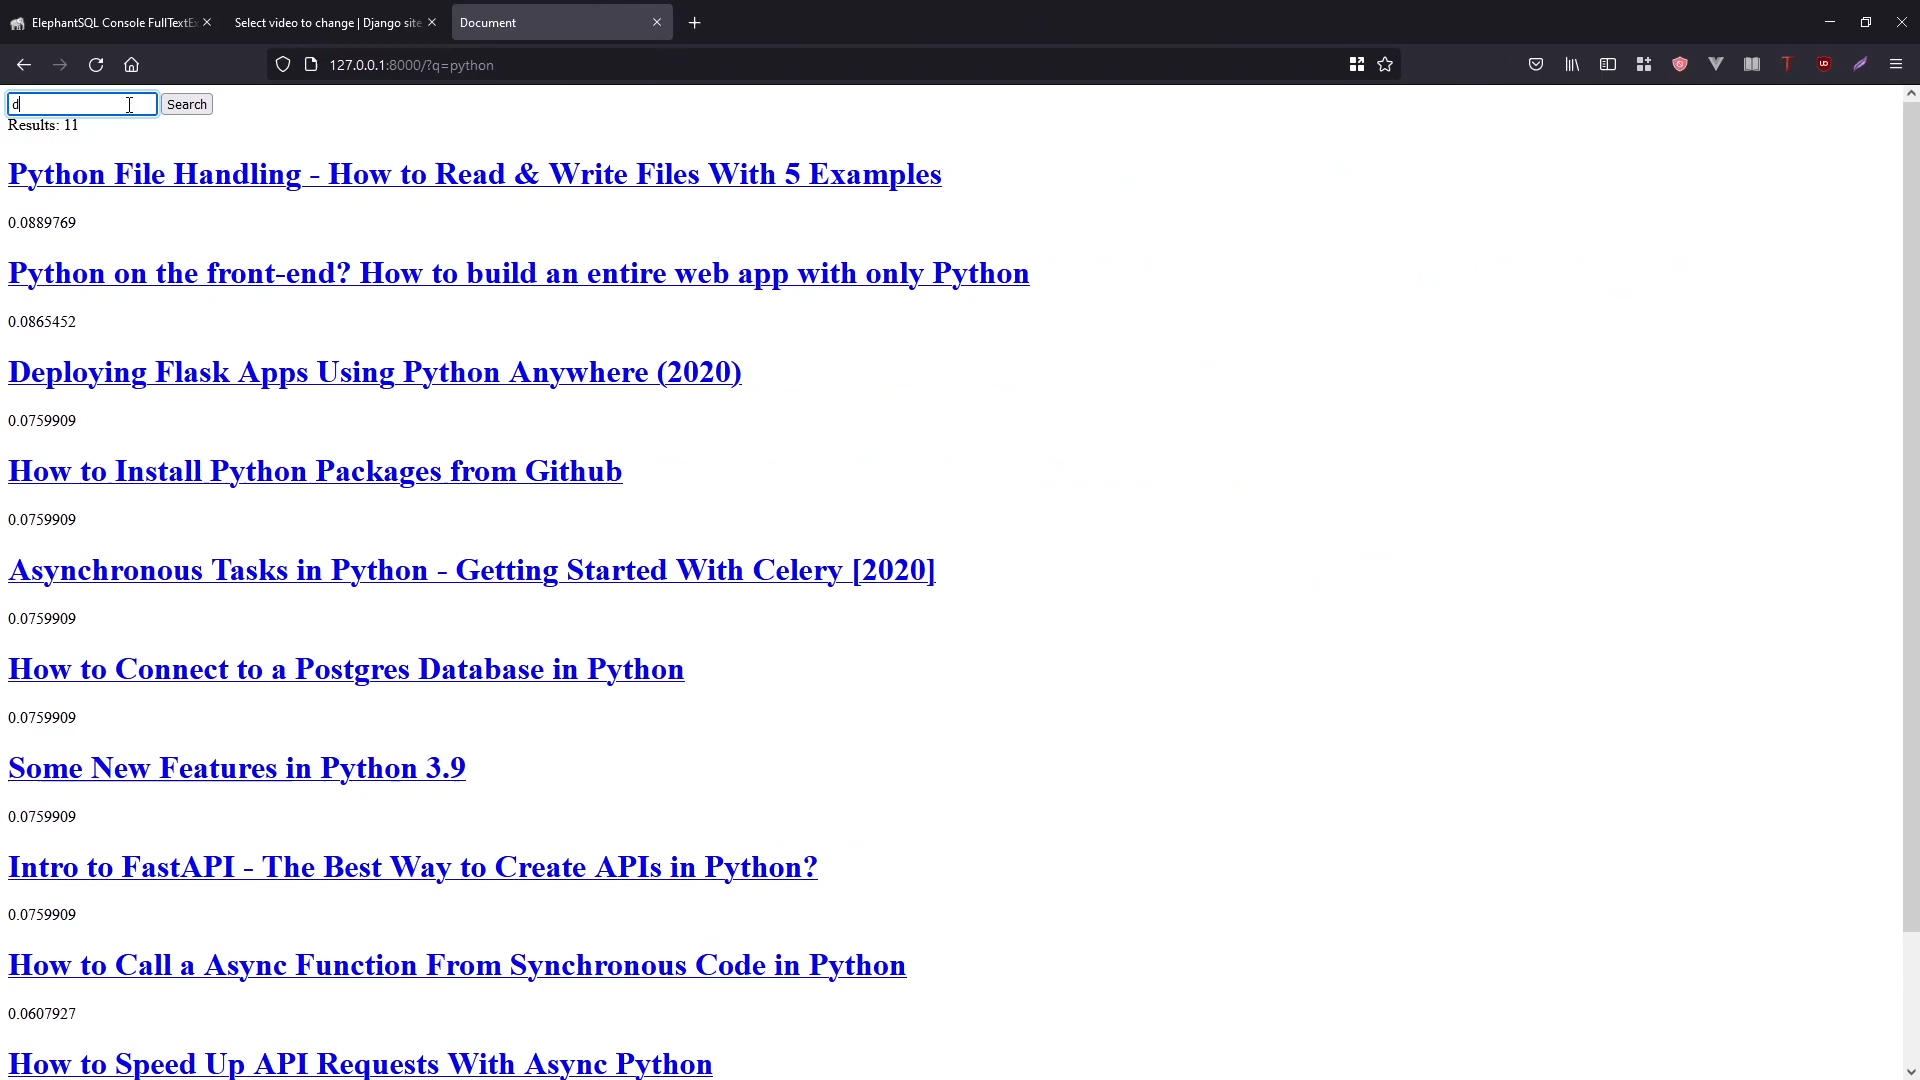 ElephantSQL Console FullTextEx
Select video to change | Django site
Document
127.0.0.1:8000/?q=python
d
Search
Results: 11
Python File Handling - How to Read & Write Files With 5 Examples
0.0889769
Python on the front-end? How to build an entire web app with only Python
0.0865452
Deploying Flask Apps Using Python Anywhere (2020)
0.0759909
How to Install Python Packages from Github
0.0759909
Asynchronous Tasks in Python - Getting Started With Celery [2020]
0.0759909
How to Connect to a Postgres Database in Python
0.0759909
Some New Features in Python 3.9
0.0759909
Intro to FastAPI - The Best Way to Create APIs in Python?
0.0759909
How to Call a Async Function From Synchronous Code in Python
0.0607927
How to Speed Up API Requests With Async Python